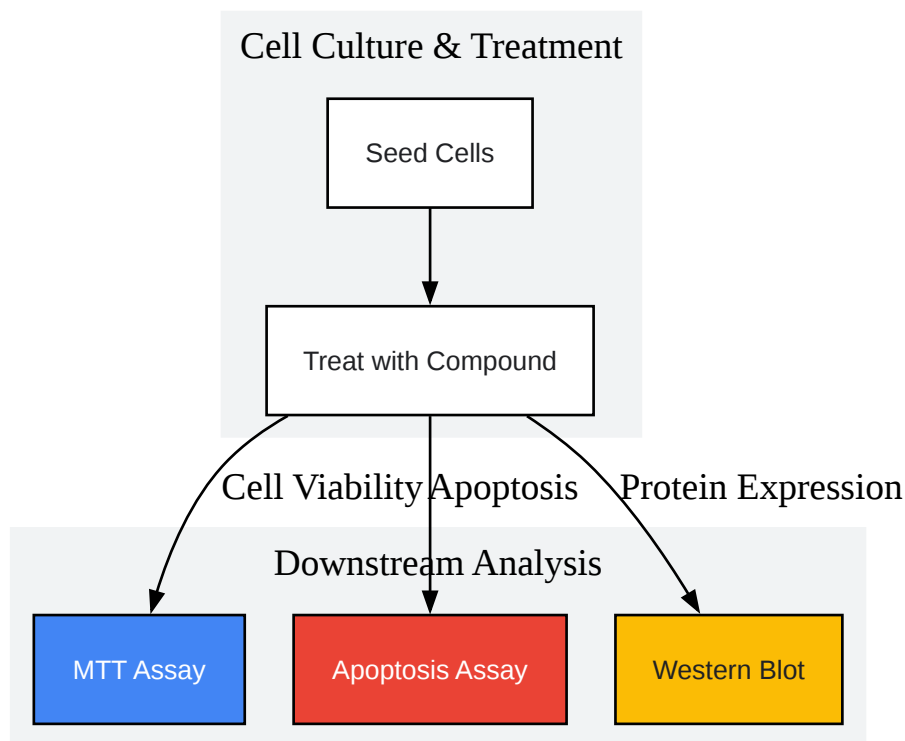 Cell Culture & Treatment
Seed Cells
Treat with Compound
Cell Viability
Apoptosis
Protein Expression
Downstream Analysis
MTT Assay
Apoptosis Assay
Western Blot